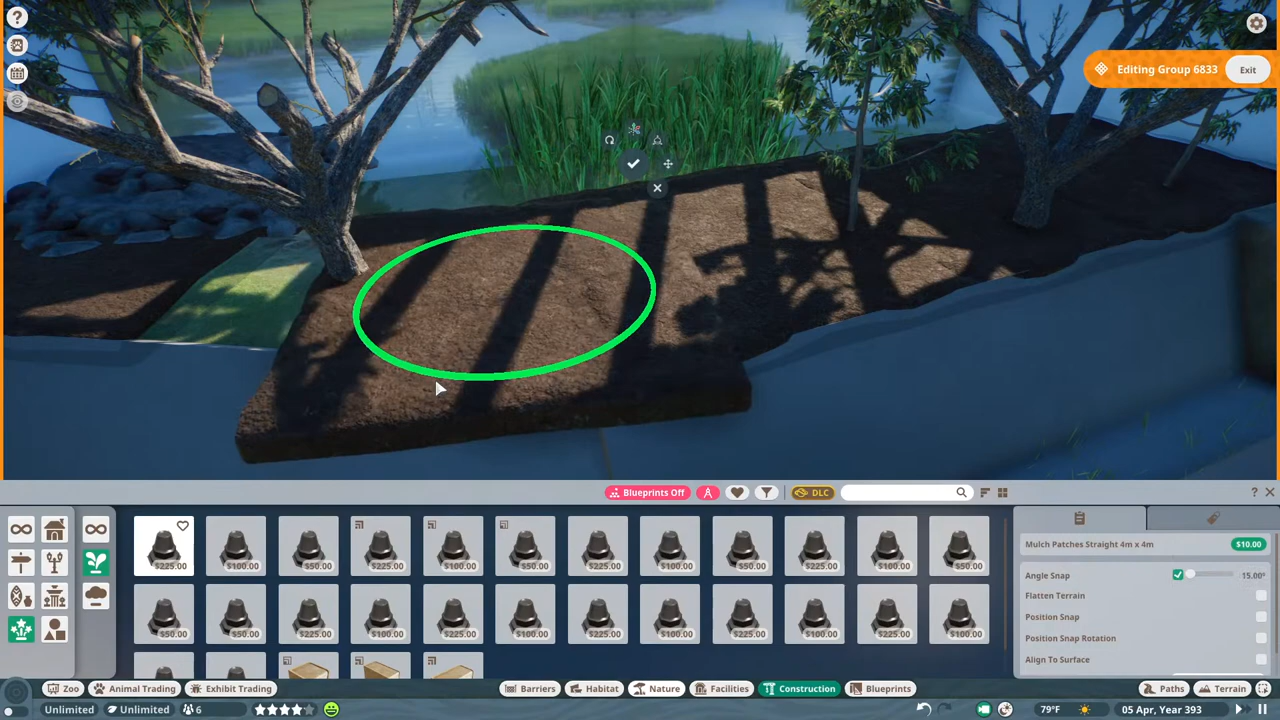 Editing Group 6833
Exit
Blueprints Off
DLC
$225.00 $100.00 $50.00 $225.00 $100.00 $225.00 $225.00 $100.00 $50.00 $225.00 $100.00 $50.00
$50.00 $50.00 $225.00 $100.00 $225.00 $100.00 $225.00 $100.00 $225.00 $100.00 $225.00 $100.00
Mulch Patches Straight 4m x 4m $10.00
Angle Snap 15.00°
Flatten Terrain
Position Snap
Position Snap Rotation
Align To Surface
Zoo Animal Trading Exhibit Trading Barriers Habitat Nature Facilities Construction Blueprints Paths Terrain
Unlimited Unlimited 6 79°F 05 Apr, Year 393